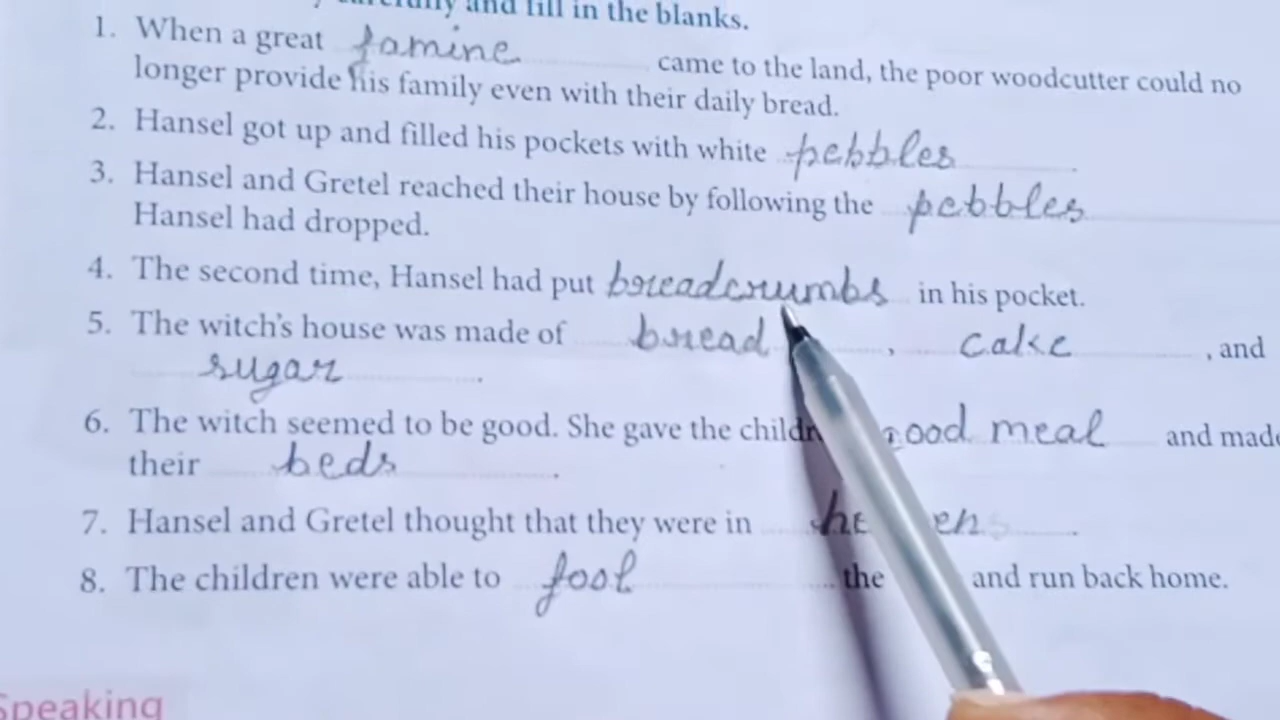 carefully and fill in the blanks.
1. When a great famine came to the land, the poor woodcutter could no
longer provide his family even with their daily bread.
2. Hansel got up and filled his pockets with white pebbles.
3. Hansel and Gretel reached their house by following the pebbles
Hansel had dropped.
4. The second time, Hansel had put breadcrumbs in his pocket.
5. The witch's house was made of bread, cake, and
sugar.
6. The witch seemed to be good. She gave the good meal and made
their beds.
7. Hansel and Gretel thought that they were in
8. The children were able to fool the and run back home.
Speaking